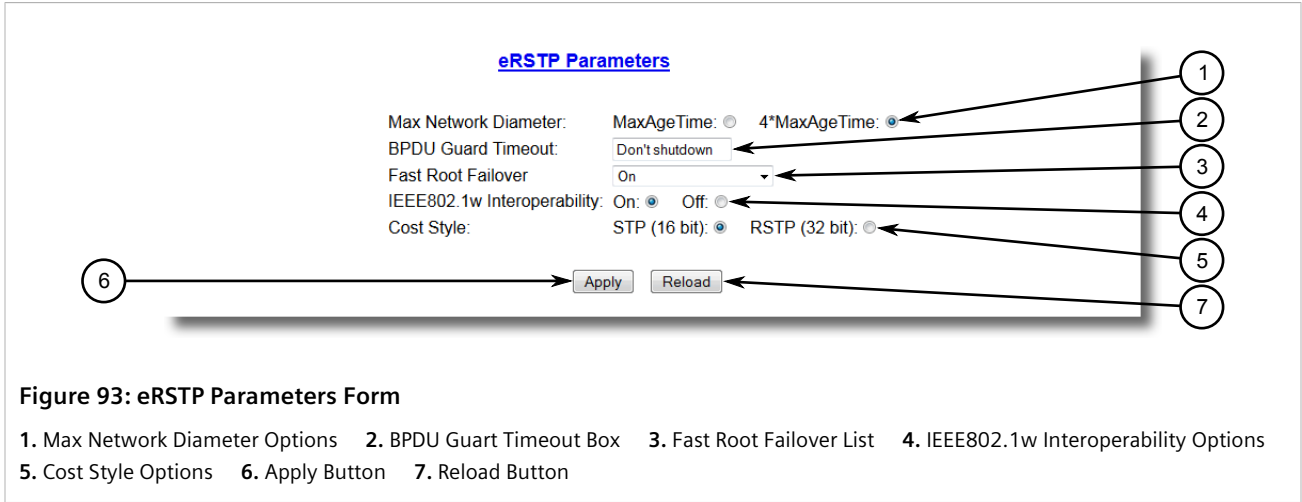 eRSTP Parameters
1
Max Network Diameter: MaxAgeTime: 4*MaxAgeTime:
2
BPDU Guard Timeout: Don't shutdown
3
Fast Root Failover On
4
IEEE802.1w Interoperability: On: Off:
Cost Style: STP (16 bit): RSTP (32 bit):
5
6
Apply Reload
7
Figure 93: eRSTP Parameters Form
1. Max Network Diameter Options 2. BPDU Guart Timeout Box 3. Fast Root Failover List 4. IEEE802.1w Interoperability Options
5. Cost Style Options 6. Apply Button 7. Reload Button